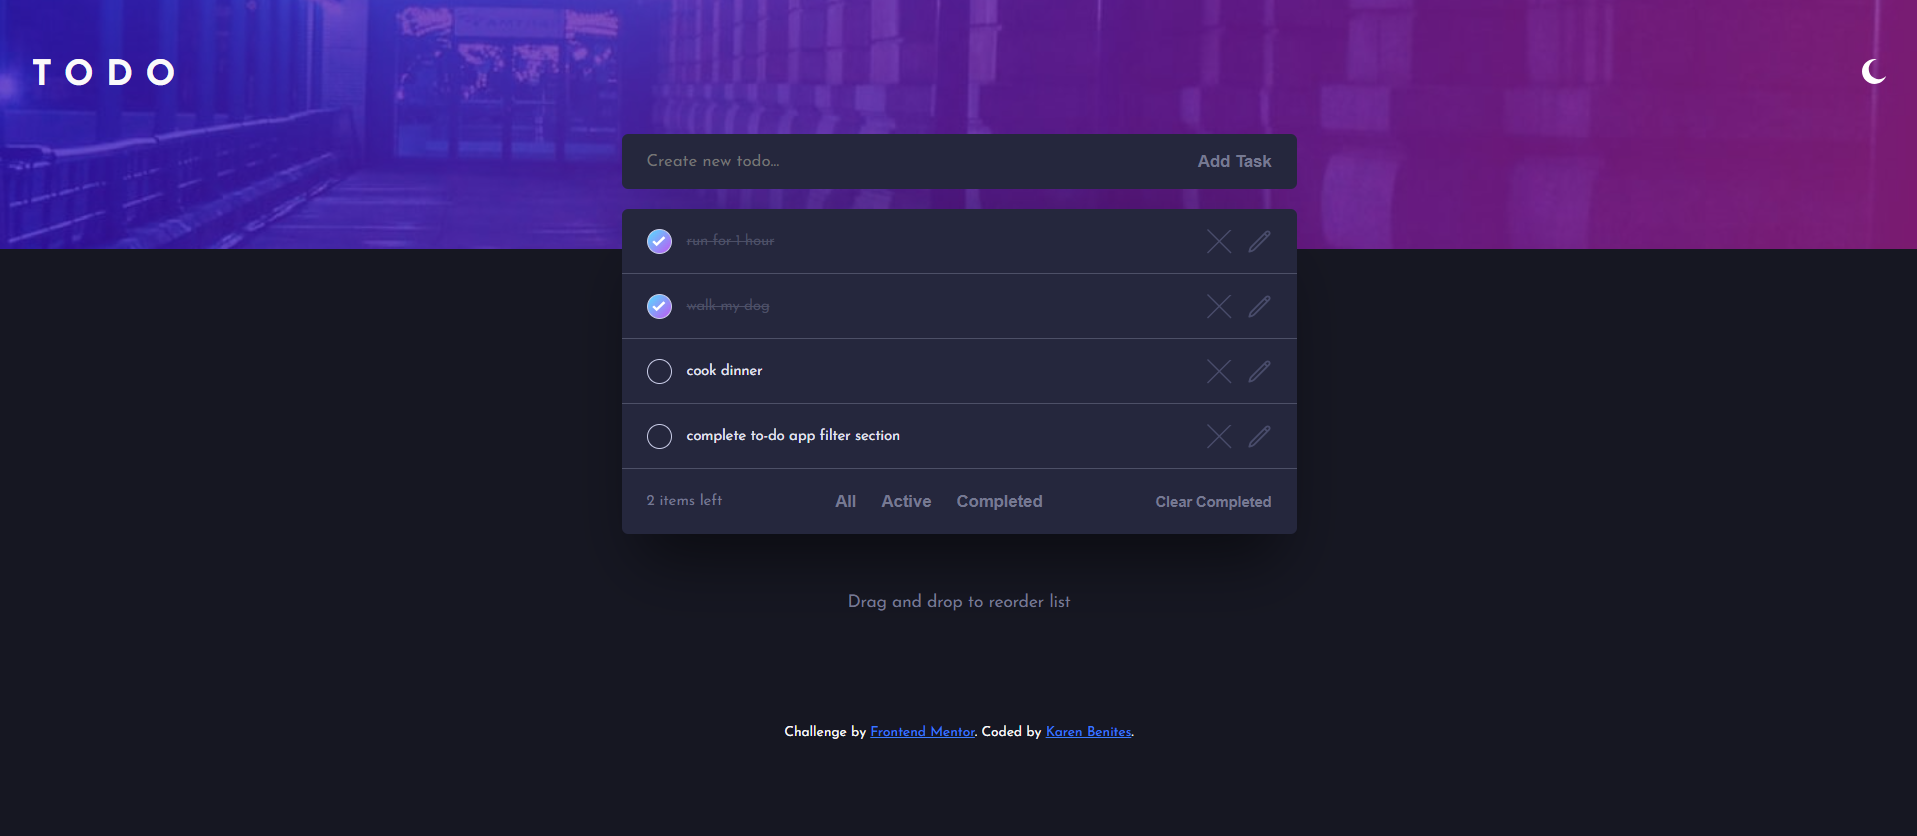 TODO
Create new todo... Add Task
run for 1 hour
walk my dog
cook dinner
complete to-do app filter section
2 items left All Active Completed Clear Completed
Drag and drop to reorder list
Challenge by Frontend Mentor. Coded by Karen Benites.